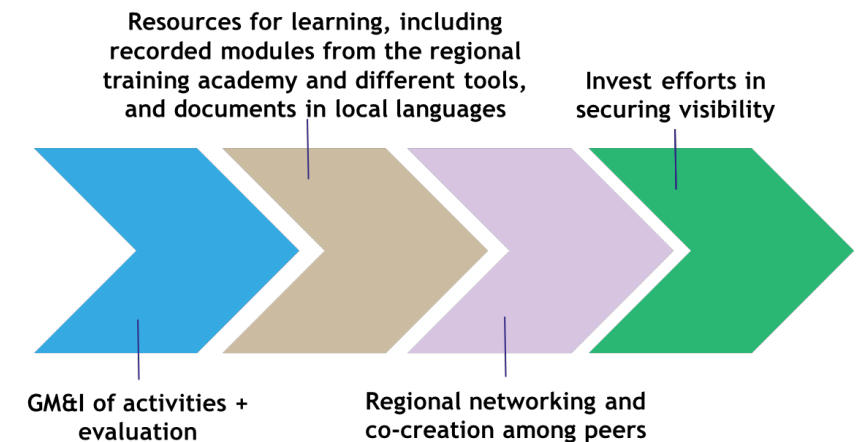 Resources for learning, including
recorded modules from the regional
training academy and different tools,
and documents in local languages
Invest efforts in
securing visibility
GM&I of activities +
evaluation
Regional networking and
co-creation among peers